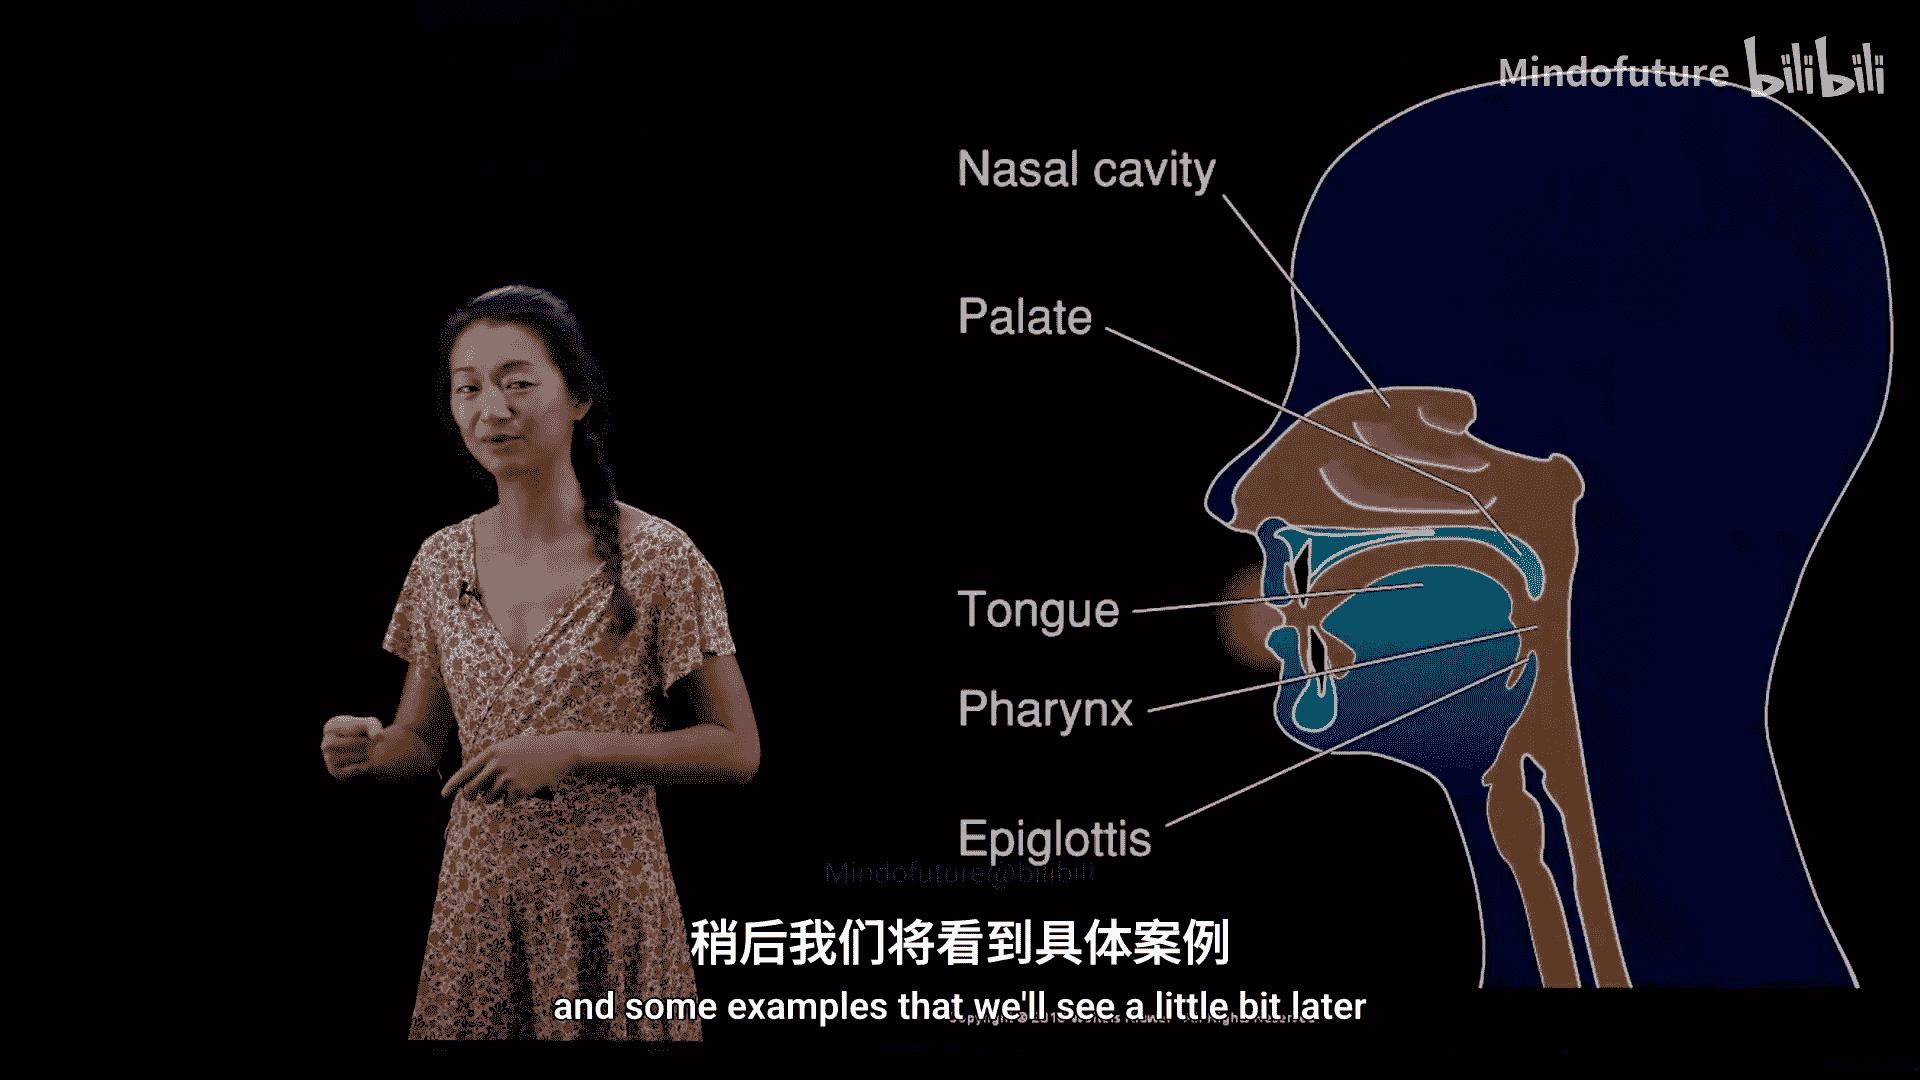 Mindofuture bilibili
Nasal cavity
Palate
Tongue
Pharynx
Epiglottis
Mindofuture@bilibili
稍后我们将看到具体案例
and some examples that we'll see a little bit later